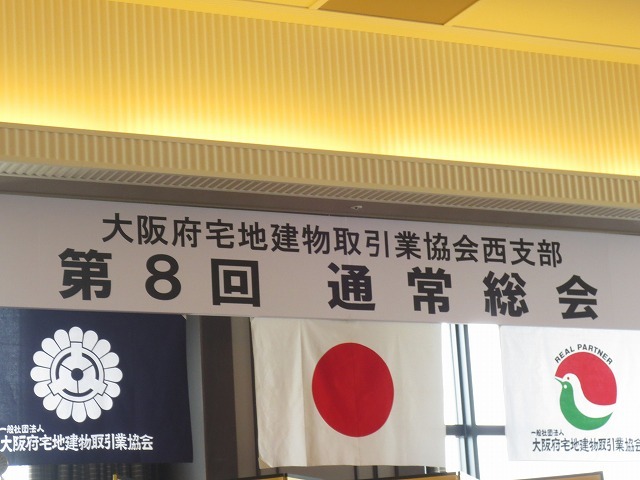 大阪府宅地建物取引業協会西支部
第8回 通常総会
一般社団法人
大阪府宅地建物取引業協会
REAL PARTNER
一般社団法人
大阪府宅地建物取引業協会